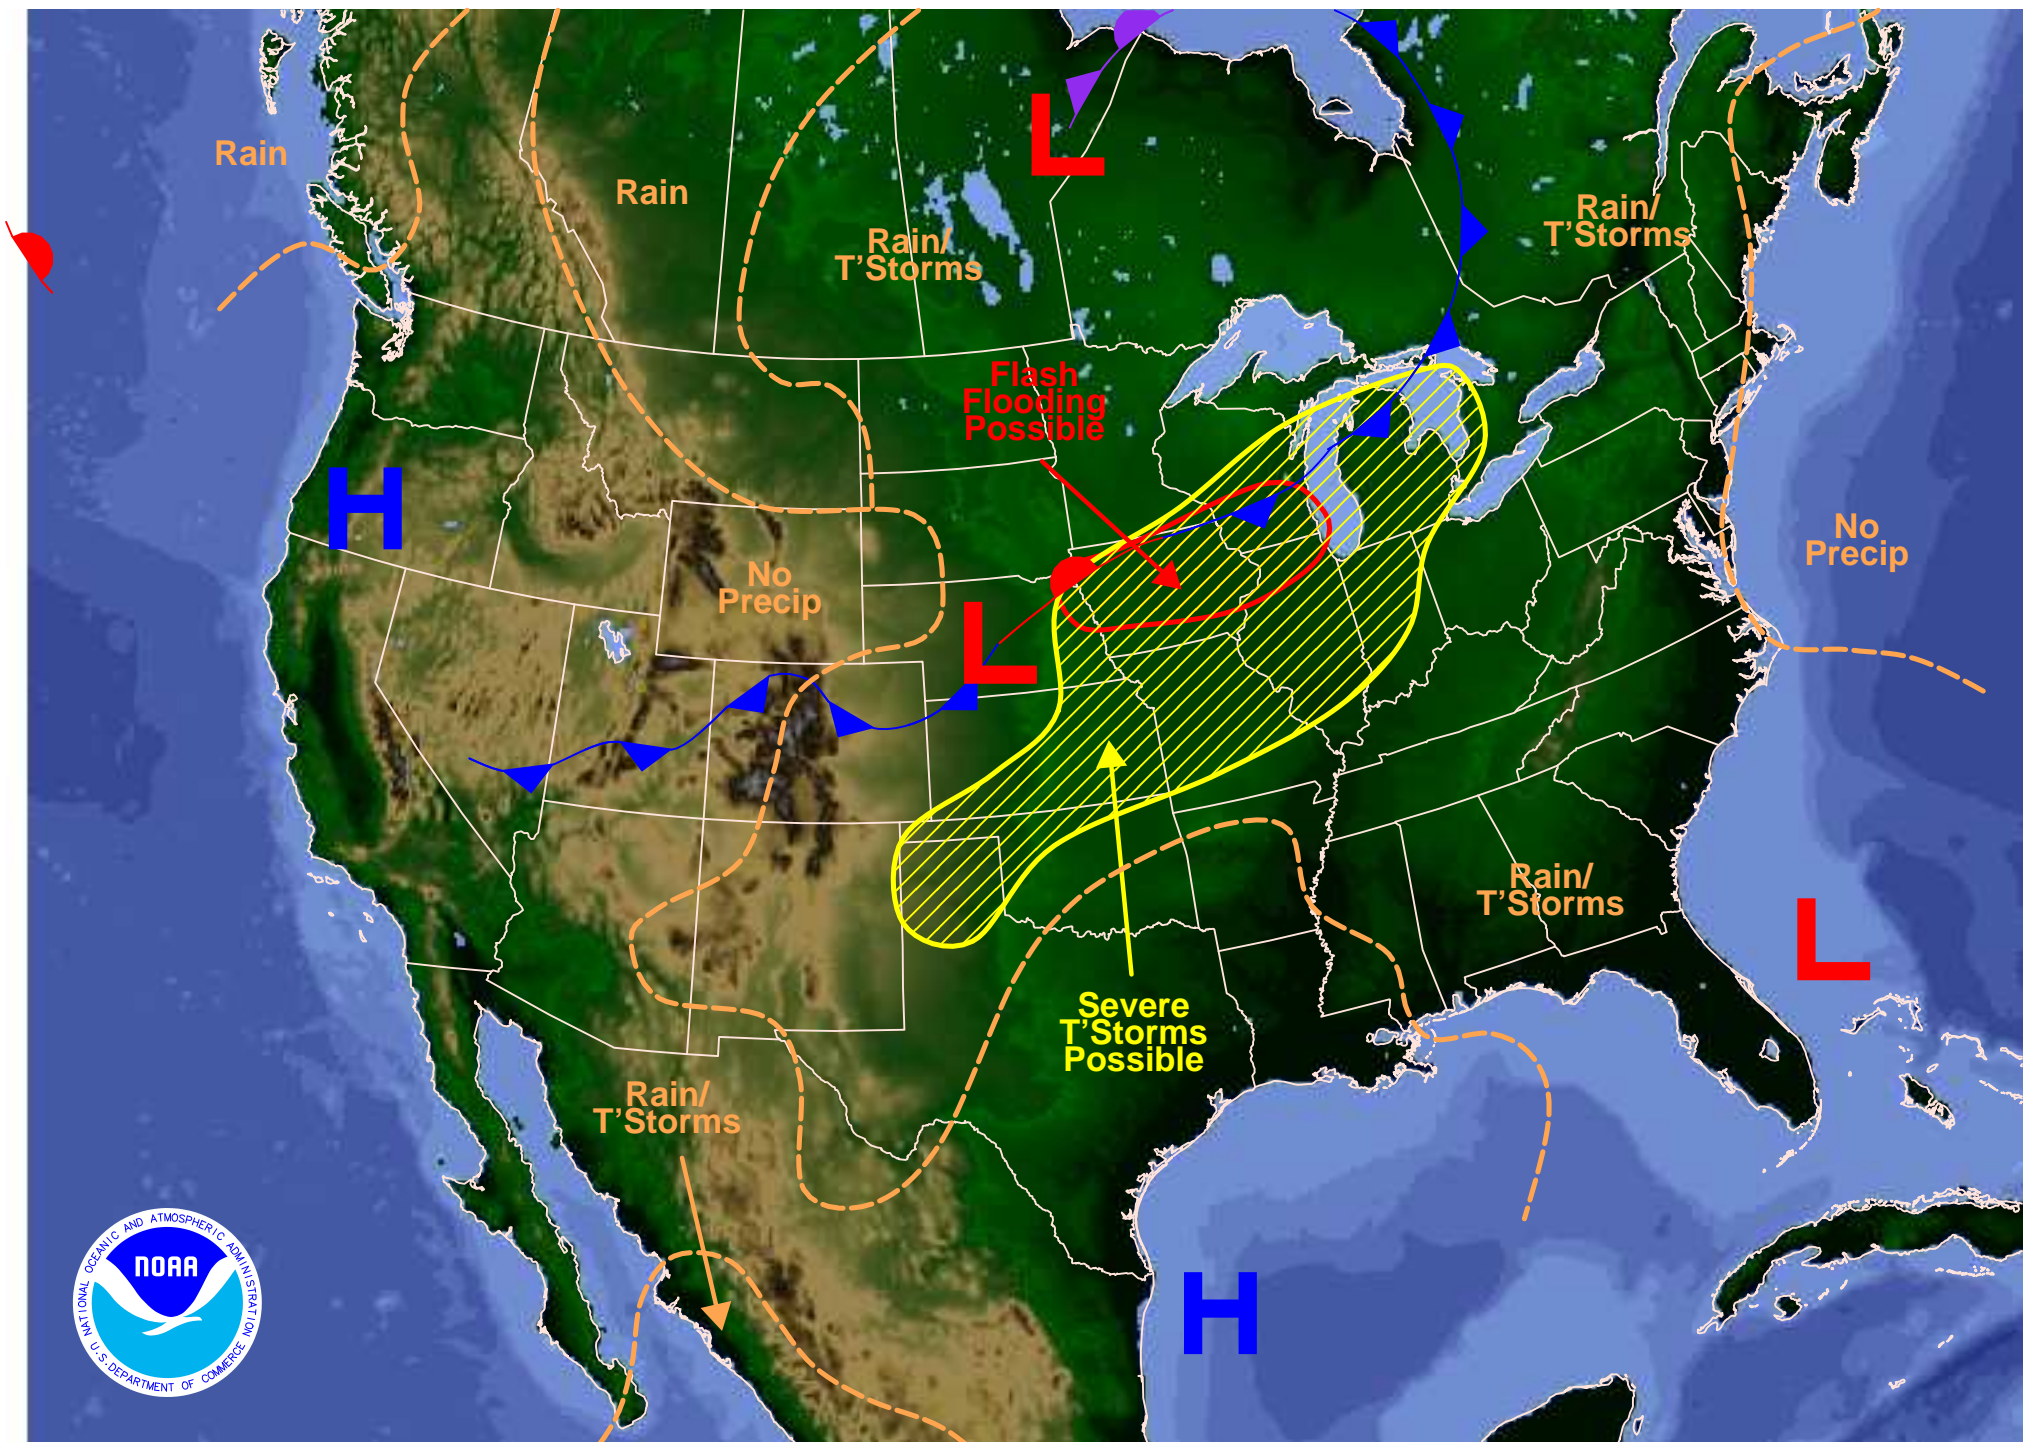 Rain
Rain
Rain/
T'Storms
Rain/
T'Storms
Flash
Flooding
Possible
No
Precip
No
Precip
Rain/
T'Storms
Severe
T'Storms
Possible
Rain/
T'Storms
L
H
L
L
H
NATIONAL OCEANIC AND ATMOSPHERIC ADMINISTRATION
NOAA
U.S. DEPARTMENT OF COMMERCE